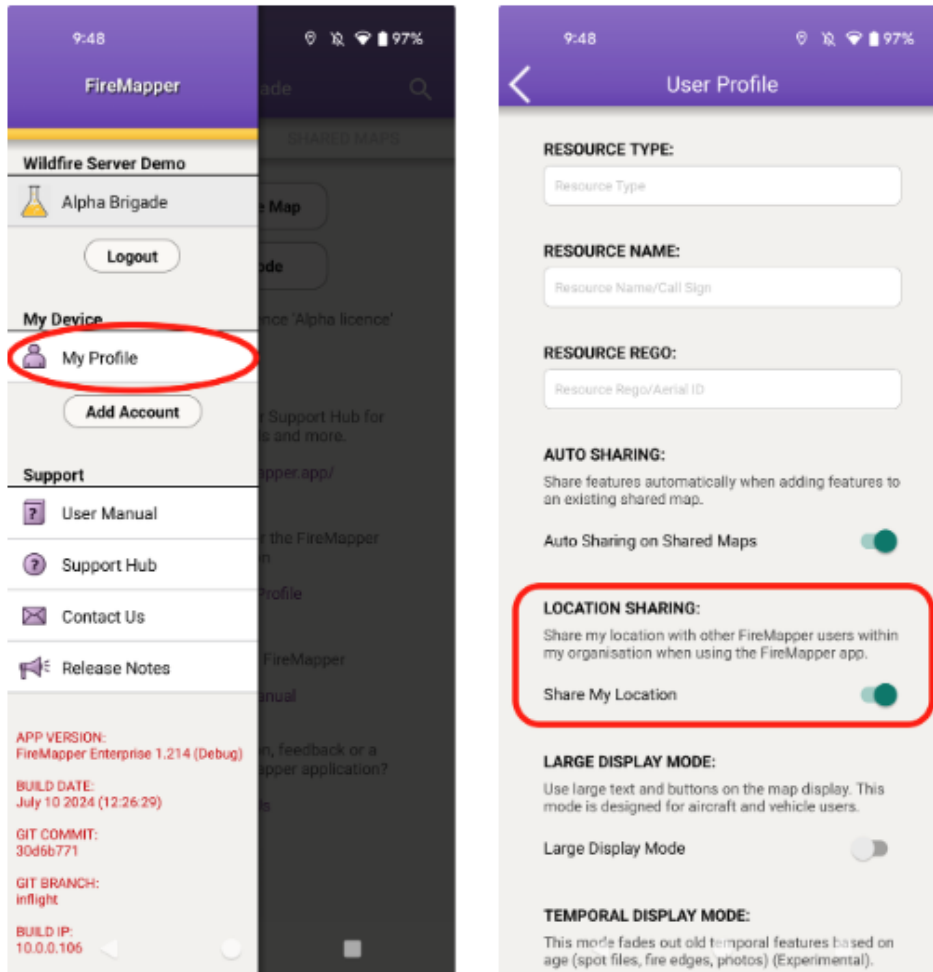 9:48
97%
FireMapper
ade
SHARED MAPS
Wildfire Server Demo
Alpha Brigade
Map
Logout
ode
My Device
nce 'Alpha licence'
My Profile
Add Account
Support Hub for
s and more.
Support
pper.app/
User Manual
the FireMapper
n
Support Hub
Profile
Contact Us
FireMapper
Release Notes
anual
APP VERSION:
FireMapper Enterprise 1.214 (Debug)
n, feedback or a
pper application?
BUILD DATE:
July 10 2024 (12:26:29)
GIT COMMIT:
30d6b771
GIT BRANCH:
inflight
BUILD IP:
10.0.0.106
9:48
97%
User Profile
RESOURCE TYPE:
Resource Type
RESOURCE NAME:
Resource Name/Call Sign
RESOURCE REGO:
Resource Rego/Aerial ID
AUTO SHARING:
Share features automatically when adding features to
an existing shared map.
Auto Sharing on Shared Maps
LOCATION SHARING:
Share my location with other FireMapper users within
my organisation when using the FireMapper app.
Share My Location
LARGE DISPLAY MODE:
Use large text and buttons on the map display. This
mode is designed for aircraft and vehicle users.
Large Display Mode
TEMPORAL DISPLAY MODE:
This mode fades out old temporal features based on
age (spot files, fire edges, photos) (Experimental).